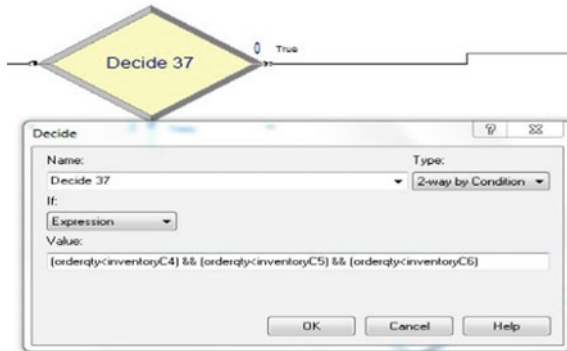 Decide 37
0 True
Decide
Name: Type:
Decide 37 2-way by Condition
If:
Expression
Value:
(orderqty<inventoryC4) && (orderqty<inventoryC5) && (orderqty<inventoryC6)
OK Cancel Help